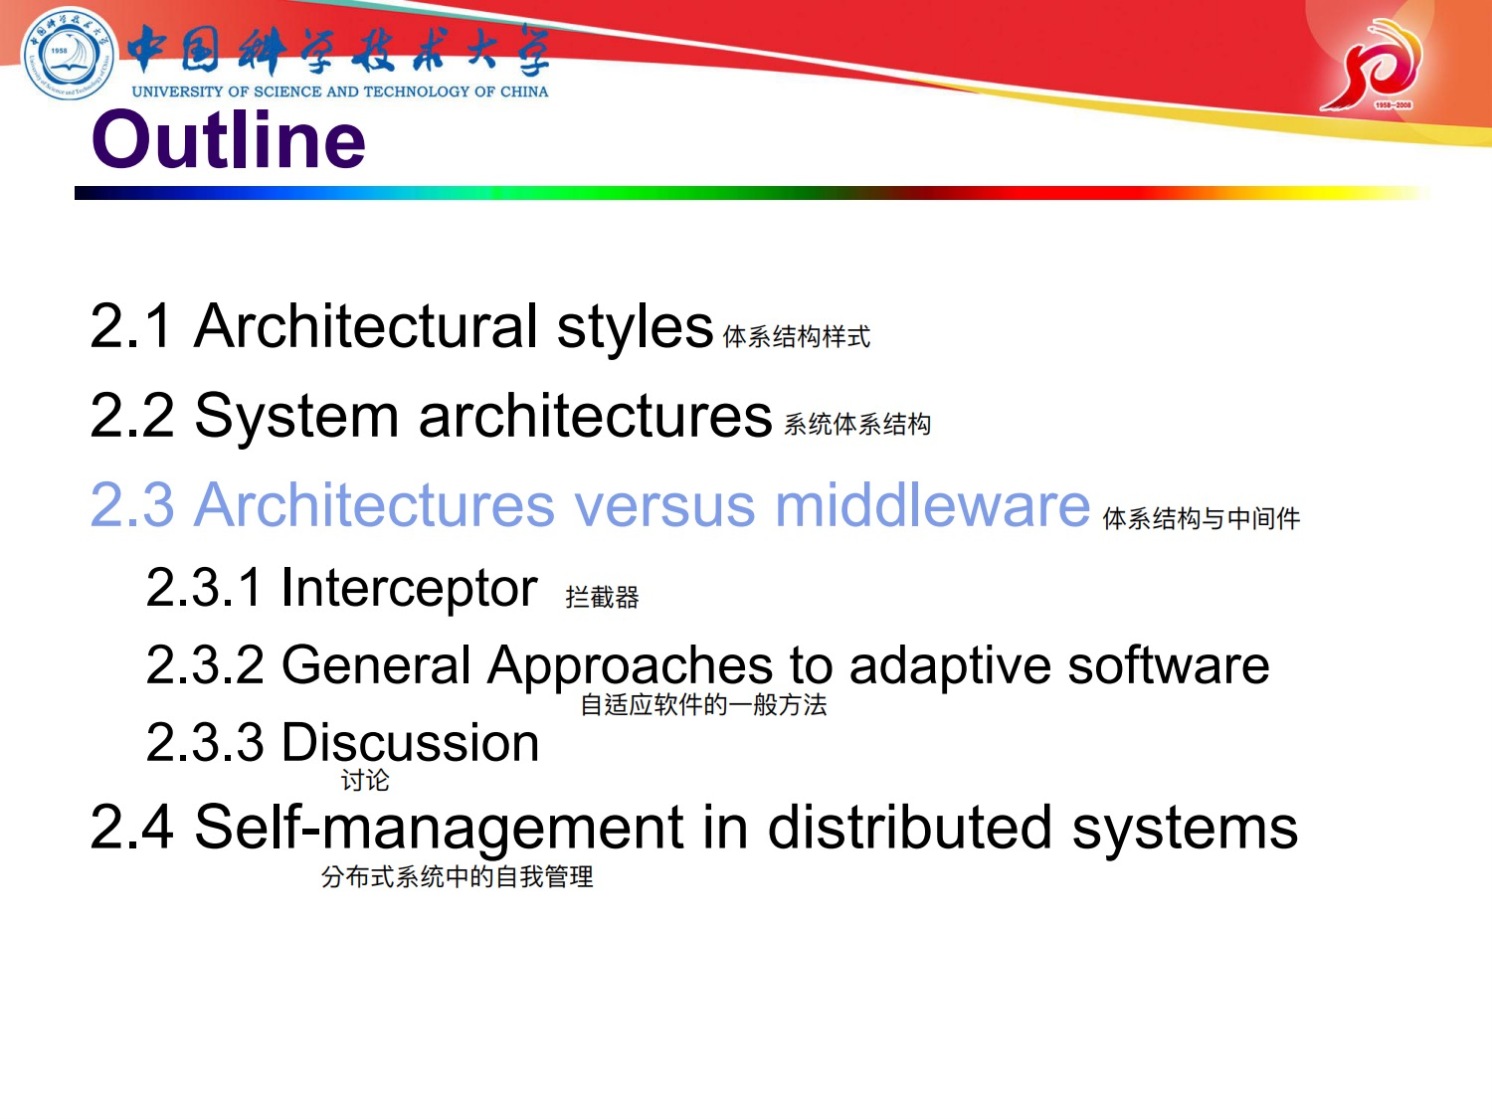 中国科学技术大学
1958
UNIVERSITY OF SCIENCE AND TECHNOLOGY OF CHINA
1958-2008
Outline
2.1 Architectural styles 体系结构样式
2.2 System architectures 系统体系结构
2.3 Architectures versus middleware 体系结构与中间件
2.3.1 Interceptor 拦截器
2.3.2 General Approaches to adaptive software
自适应软件的一般方法
2.3.3 Discussion
讨论
2.4 Self-management in distributed systems
分布式系统中的自我管理